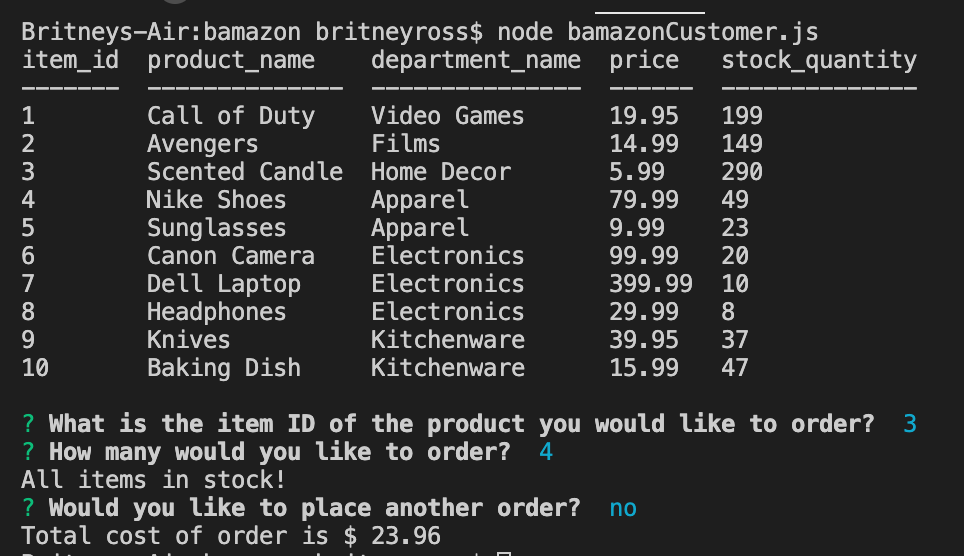 Britneys-Air:bamazon britneyross$ node bamazonCustomer.js
item_id  product_name    department_name  price   stock_quantity
-------  --------------  ---------------  ------  --------------
1        Call of Duty    Video Games      19.95   199
2        Avengers        Films            14.99   149
3        Scented Candle  Home Decor       5.99    290
4        Nike Shoes      Apparel          79.99   49
5        Sunglasses      Apparel          9.99    23
6        Canon Camera    Electronics      99.99   20
7        Dell Laptop     Electronics      399.99  10
8        Headphones      Electronics      29.99   8
9        Knives          Kitchenware      39.95   37
10       Baking Dish     Kitchenware      15.99   47
? What is the item ID of the product you would like to order?  3
? How many would you like to order?  4
All items in stock!
? Would you like to place another order?  no
Total cost of order is $ 23.96